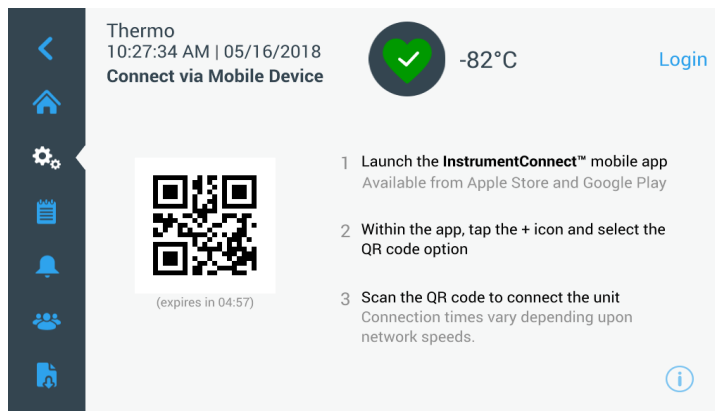 Thermo
10:27:34 AM | 05/16/2018
Connect via Mobile Device
-82°C
Login
(expires in 04:57)
1 Launch the InstrumentConnect™ mobile app
Available from Apple Store and Google Play
2 Within the app, tap the + icon and select the
QR code option
3 Scan the QR code to connect the unit
Connection times vary depending upon
network speeds.
i